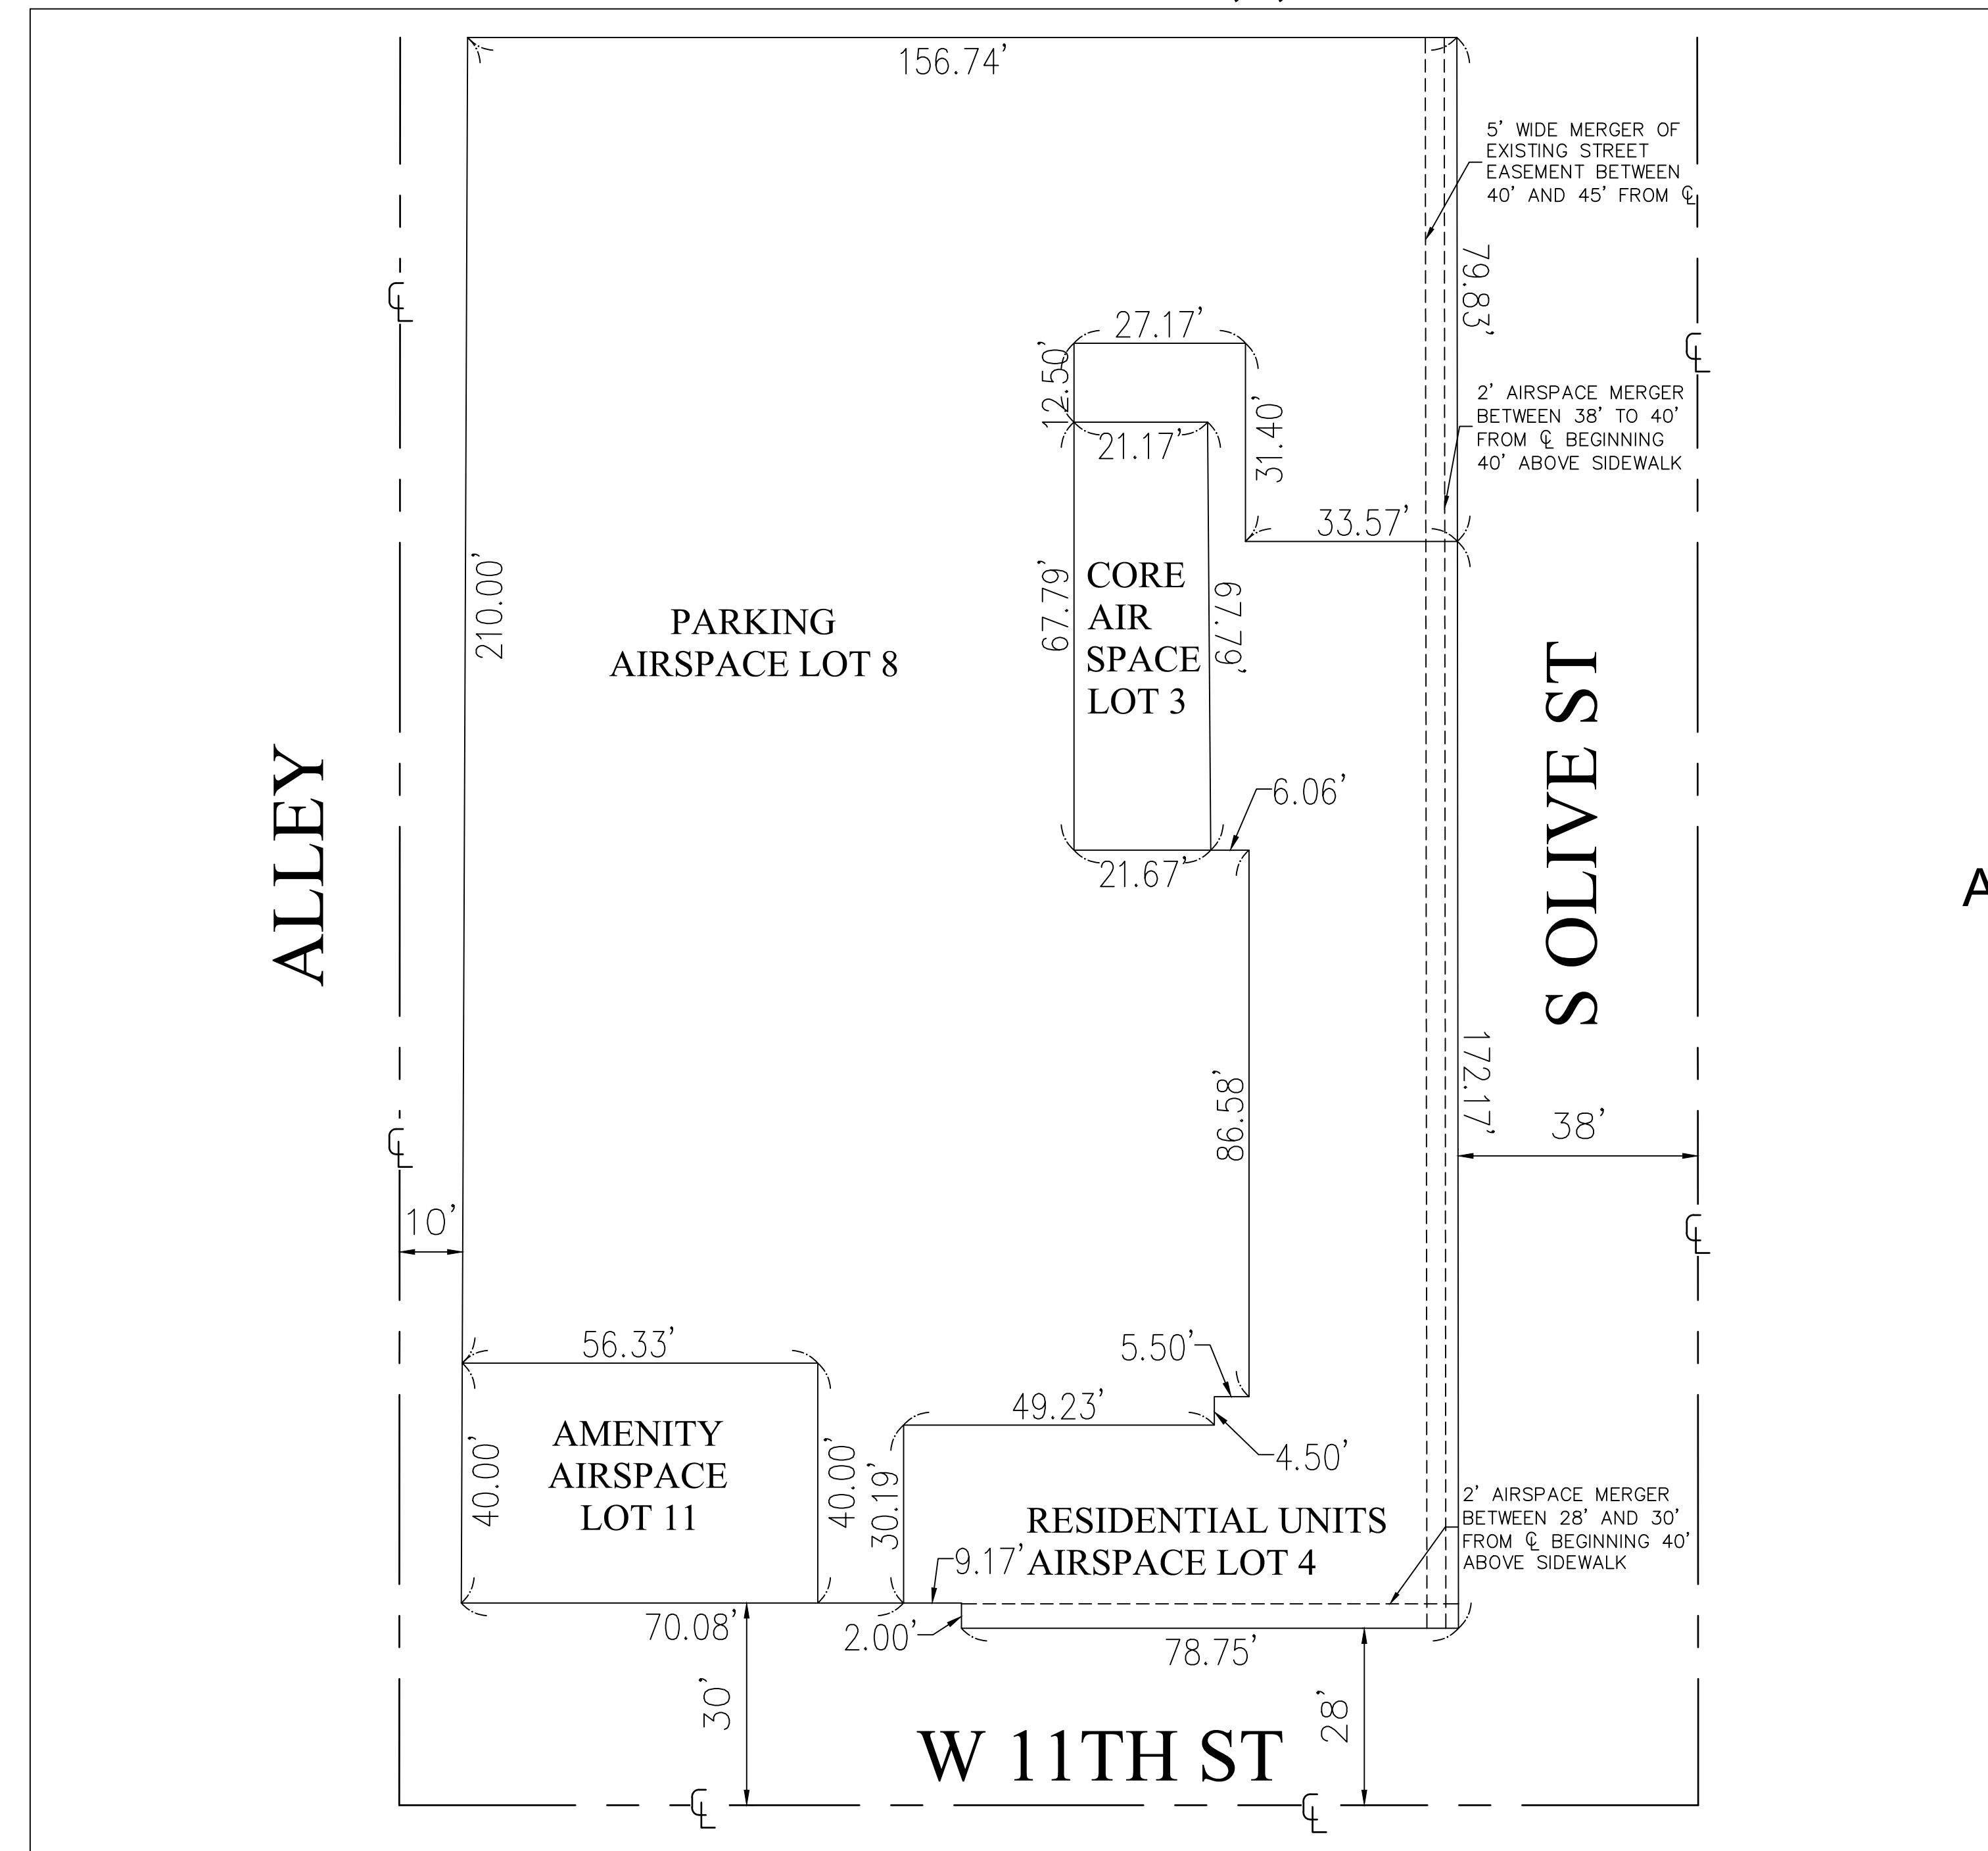 156.74'
5' WIDE MERGER OF
EXISTING STREET
EASEMENT BETWEEN
40' AND 45' FROM ℄
79.83'
℄
27.17'
12.50'
℄
2' AIRSPACE MERGER
BETWEEN 38' TO 40'
FROM ℄ BEGINNING
40' ABOVE SIDEWALK
21.17'
31.40'
33.57'
210.00'
67.79'
CORE
AIR
SPACE
LOT 3
67.79'
PARKING
AIRSPACE LOT 8
6.06'
21.67'
ALLEY
S OLIVE ST
A
86.58'
172.17'
38'
℄
10'
℄
56.33'
5.50'
49.23'
4.50'
AMENITY
AIRSPACE
LOT 11
40.00'
40.00'
30.19'
2' AIRSPACE MERGER
BETWEEN 28' AND 30'
FROM ℄ BEGINNING 40'
ABOVE SIDEWALK
RESIDENTIAL UNITS
AIRSPACE LOT 4
9.17'
70.08'
2.00'
78.75'
30'
28'
W 11TH ST
℄
℄